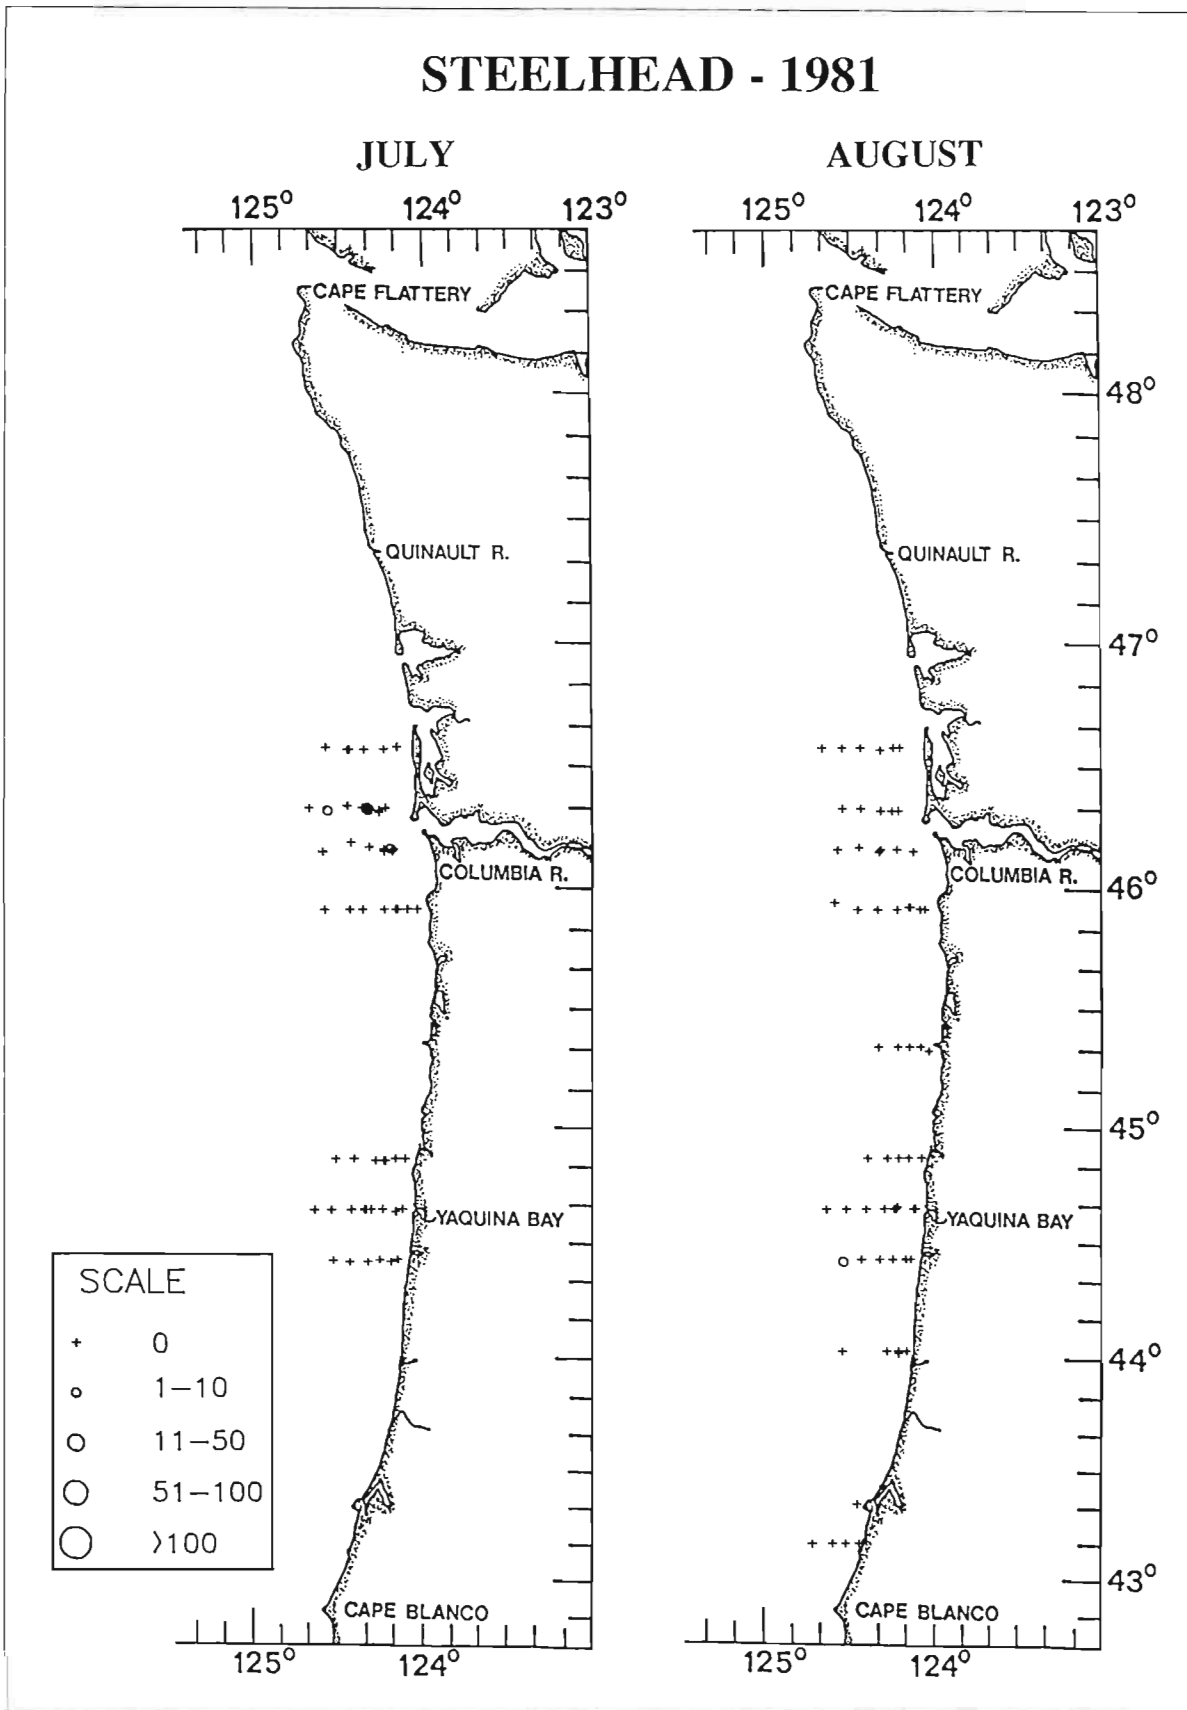 STEELHEAD - 1981
JULY
AUGUST
125° 124° 123°
125° 124° 123°
CAPE FLATTERY
CAPE FLATTERY
48°
QUINAULT R.
QUINAULT R.
47°
COLUMBIA R.
COLUMBIA R.
46°
45°
YAQUINA BAY
YAQUINA BAY
SCALE
+ 0
1-10
11-50
51-100
>100
44°
43°
CAPE BLANCO
CAPE BLANCO
125° 124°
125° 124°